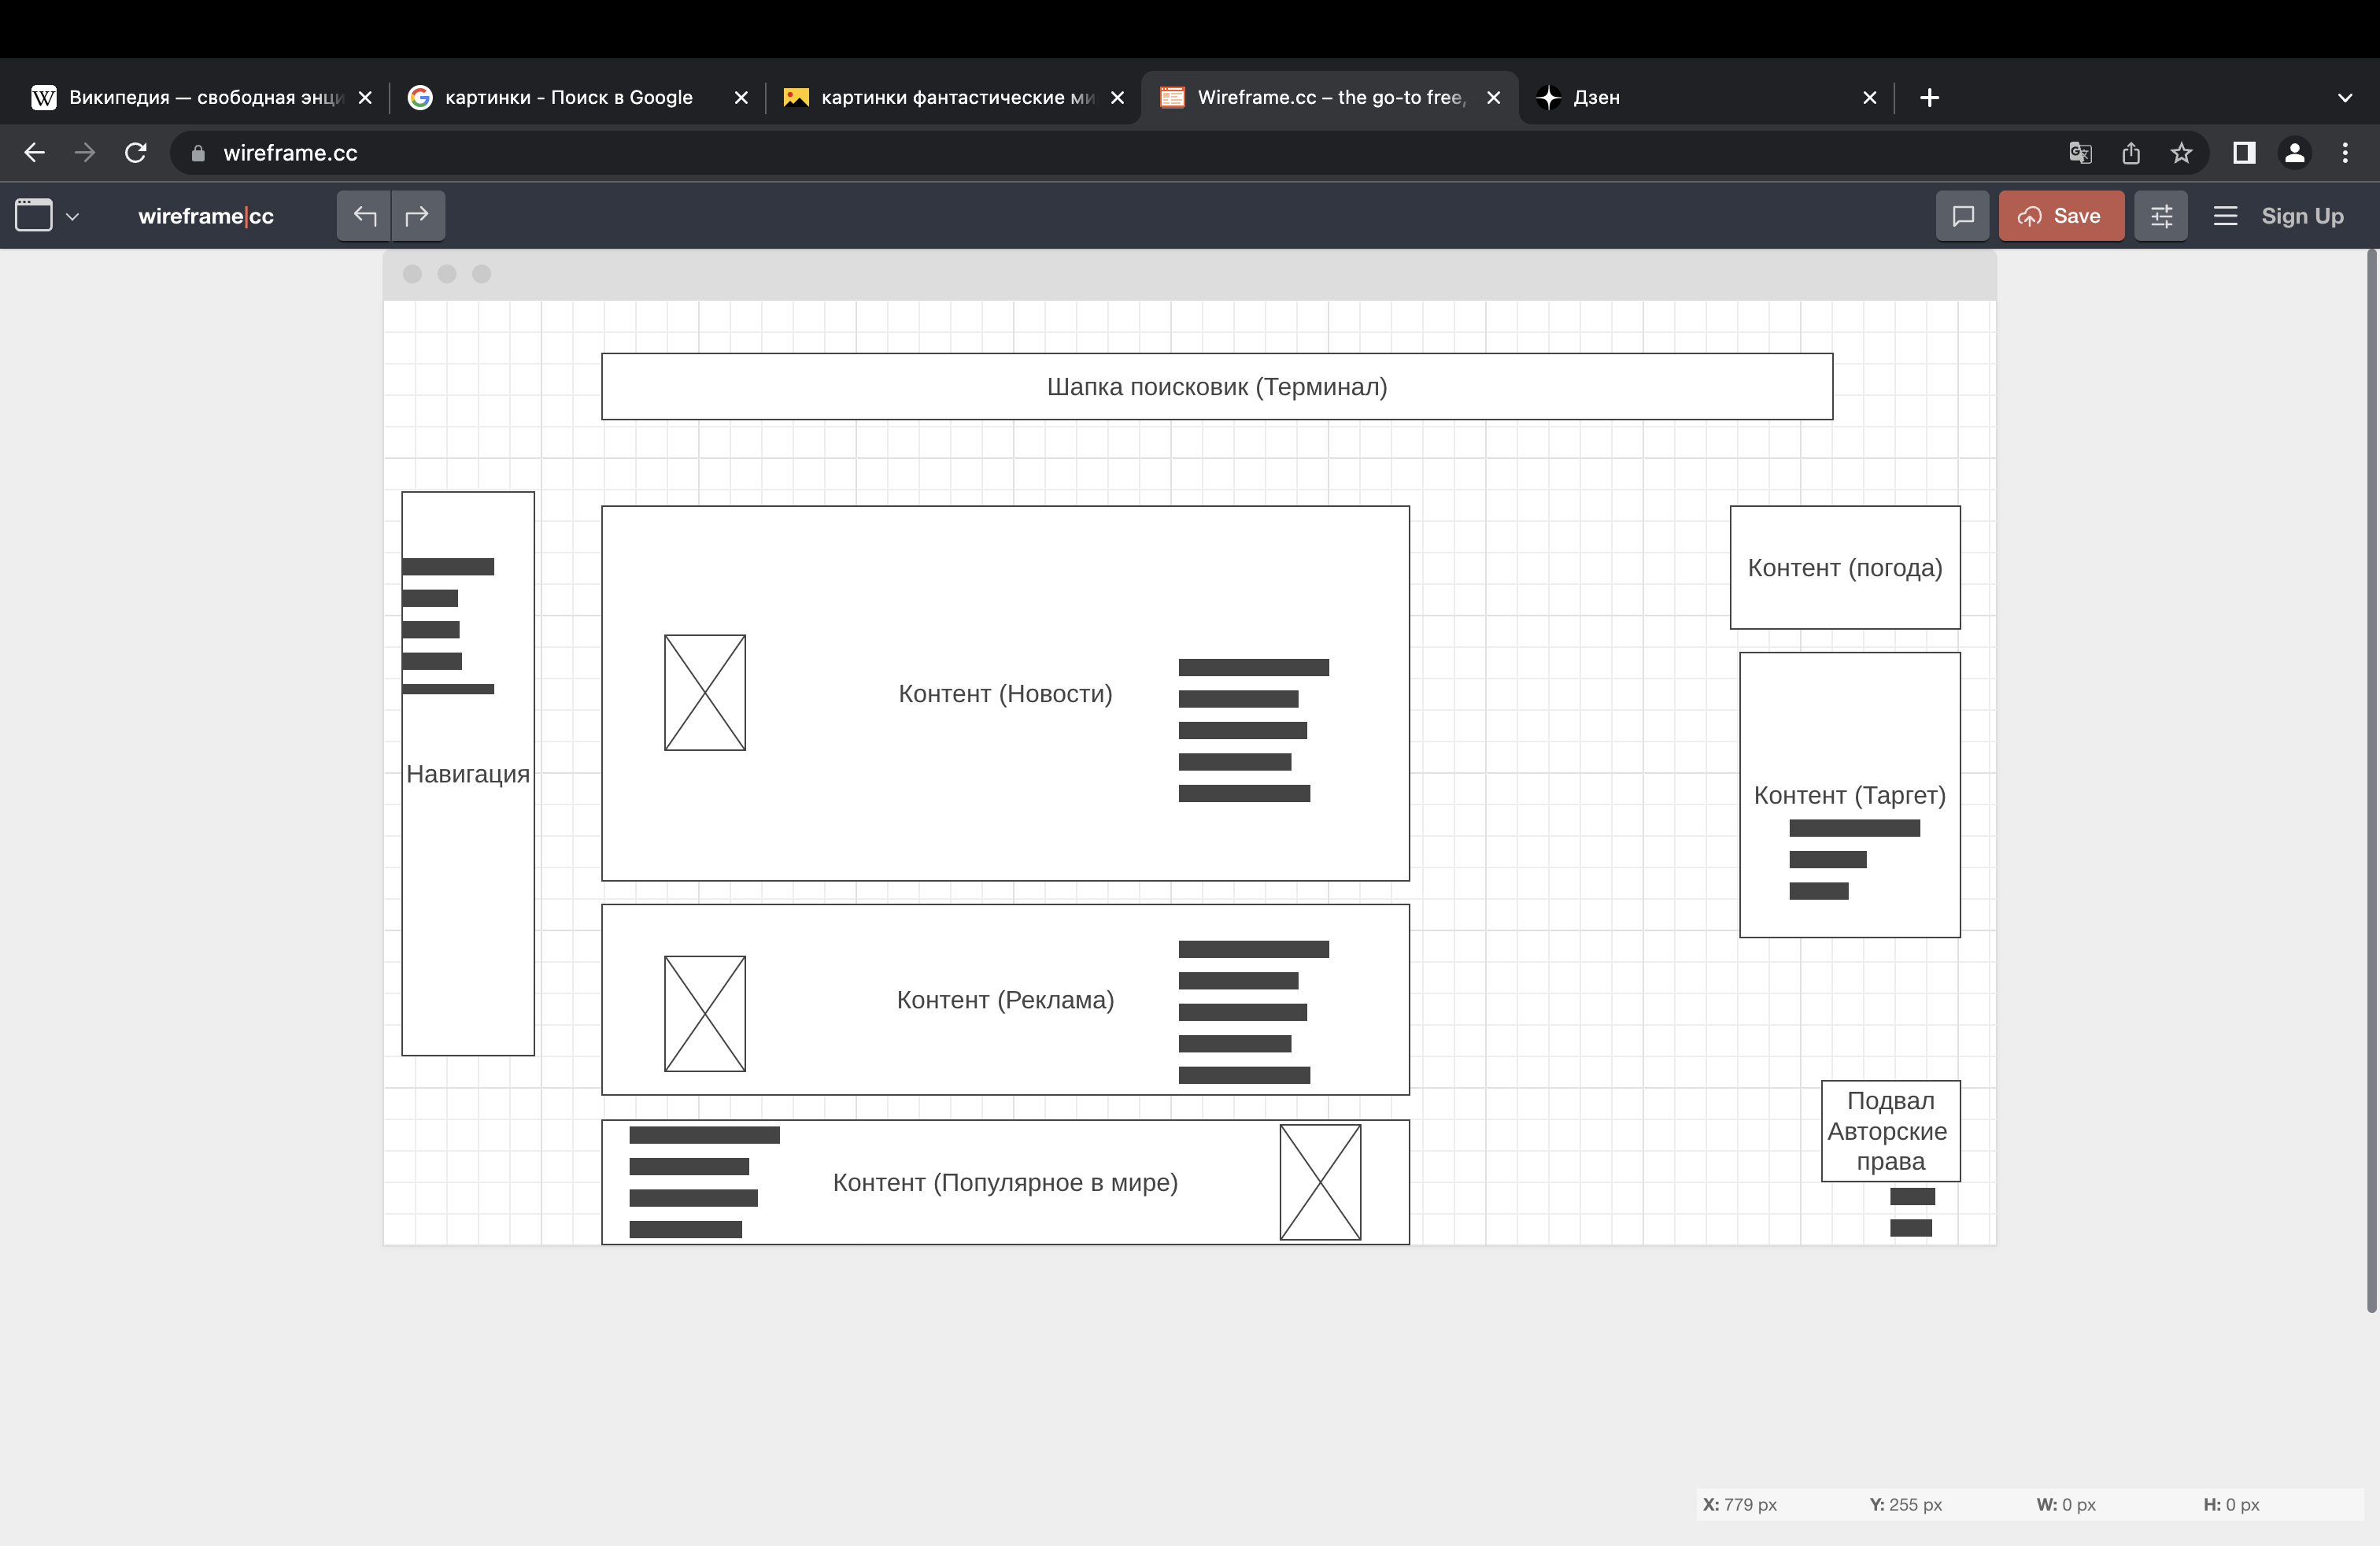 Википедия — свободная энци
картинки - Поиск в Google
картинки фантастические ми
Wireframe.cc – the go-to free,
Дзен
wireframe.cc
wireframe|cc
Save
Sign Up
Шапка поисковик (Терминал)
Навигация
Контент (Новости)
Контент (погода)
Контент (Таргет)
Контент (Реклама)
Контент (Популярное в мире)
Подвал
Авторские
права
X: 779 px Y: 255 px W: 0 px H: 0 px